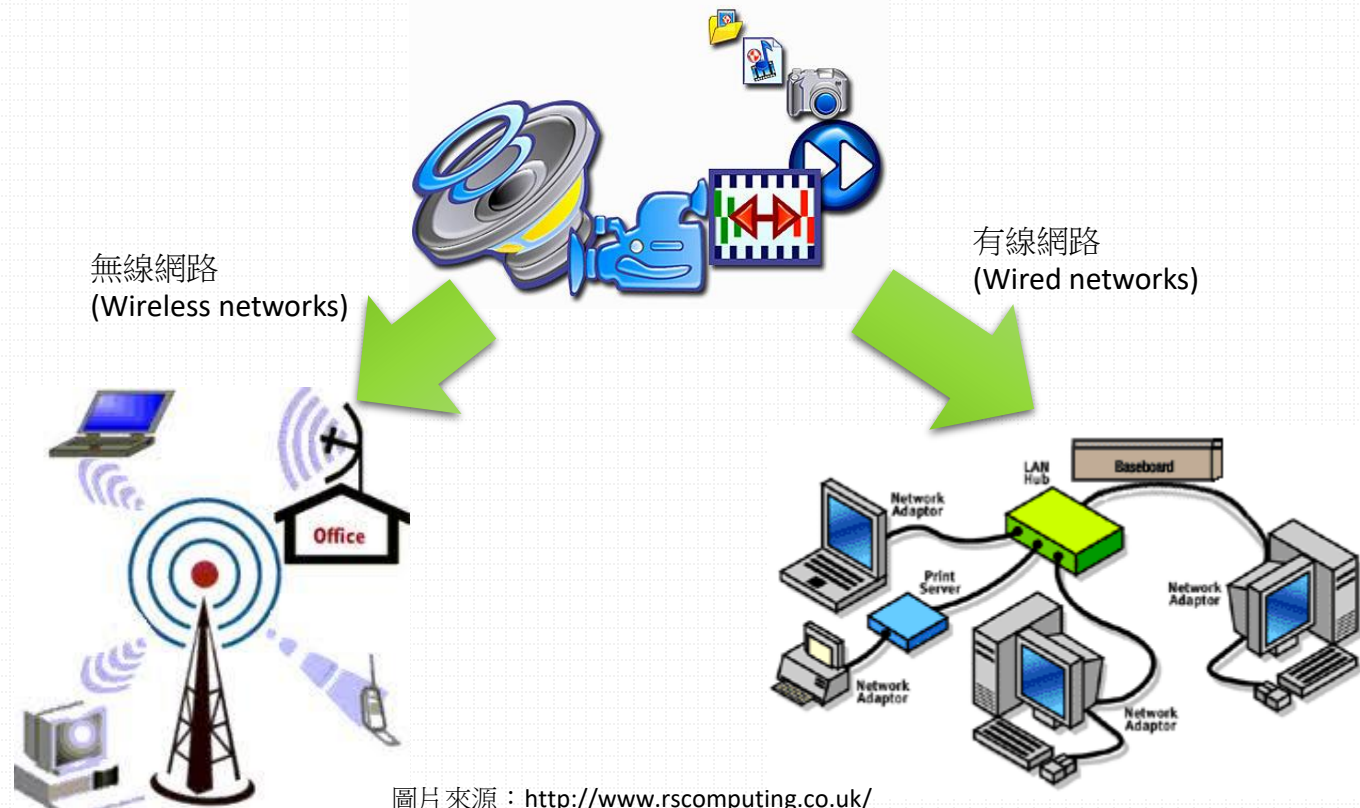 無線網路
(Wireless networks)
有線網路
(Wired networks)
Office
LAN
Hub
Baseboard
Network
Adaptor
Print
Server
Network
Adaptor
Network
Adaptor
Network
Adaptor
圖片來源：http://www.rscomputing.co.uk/